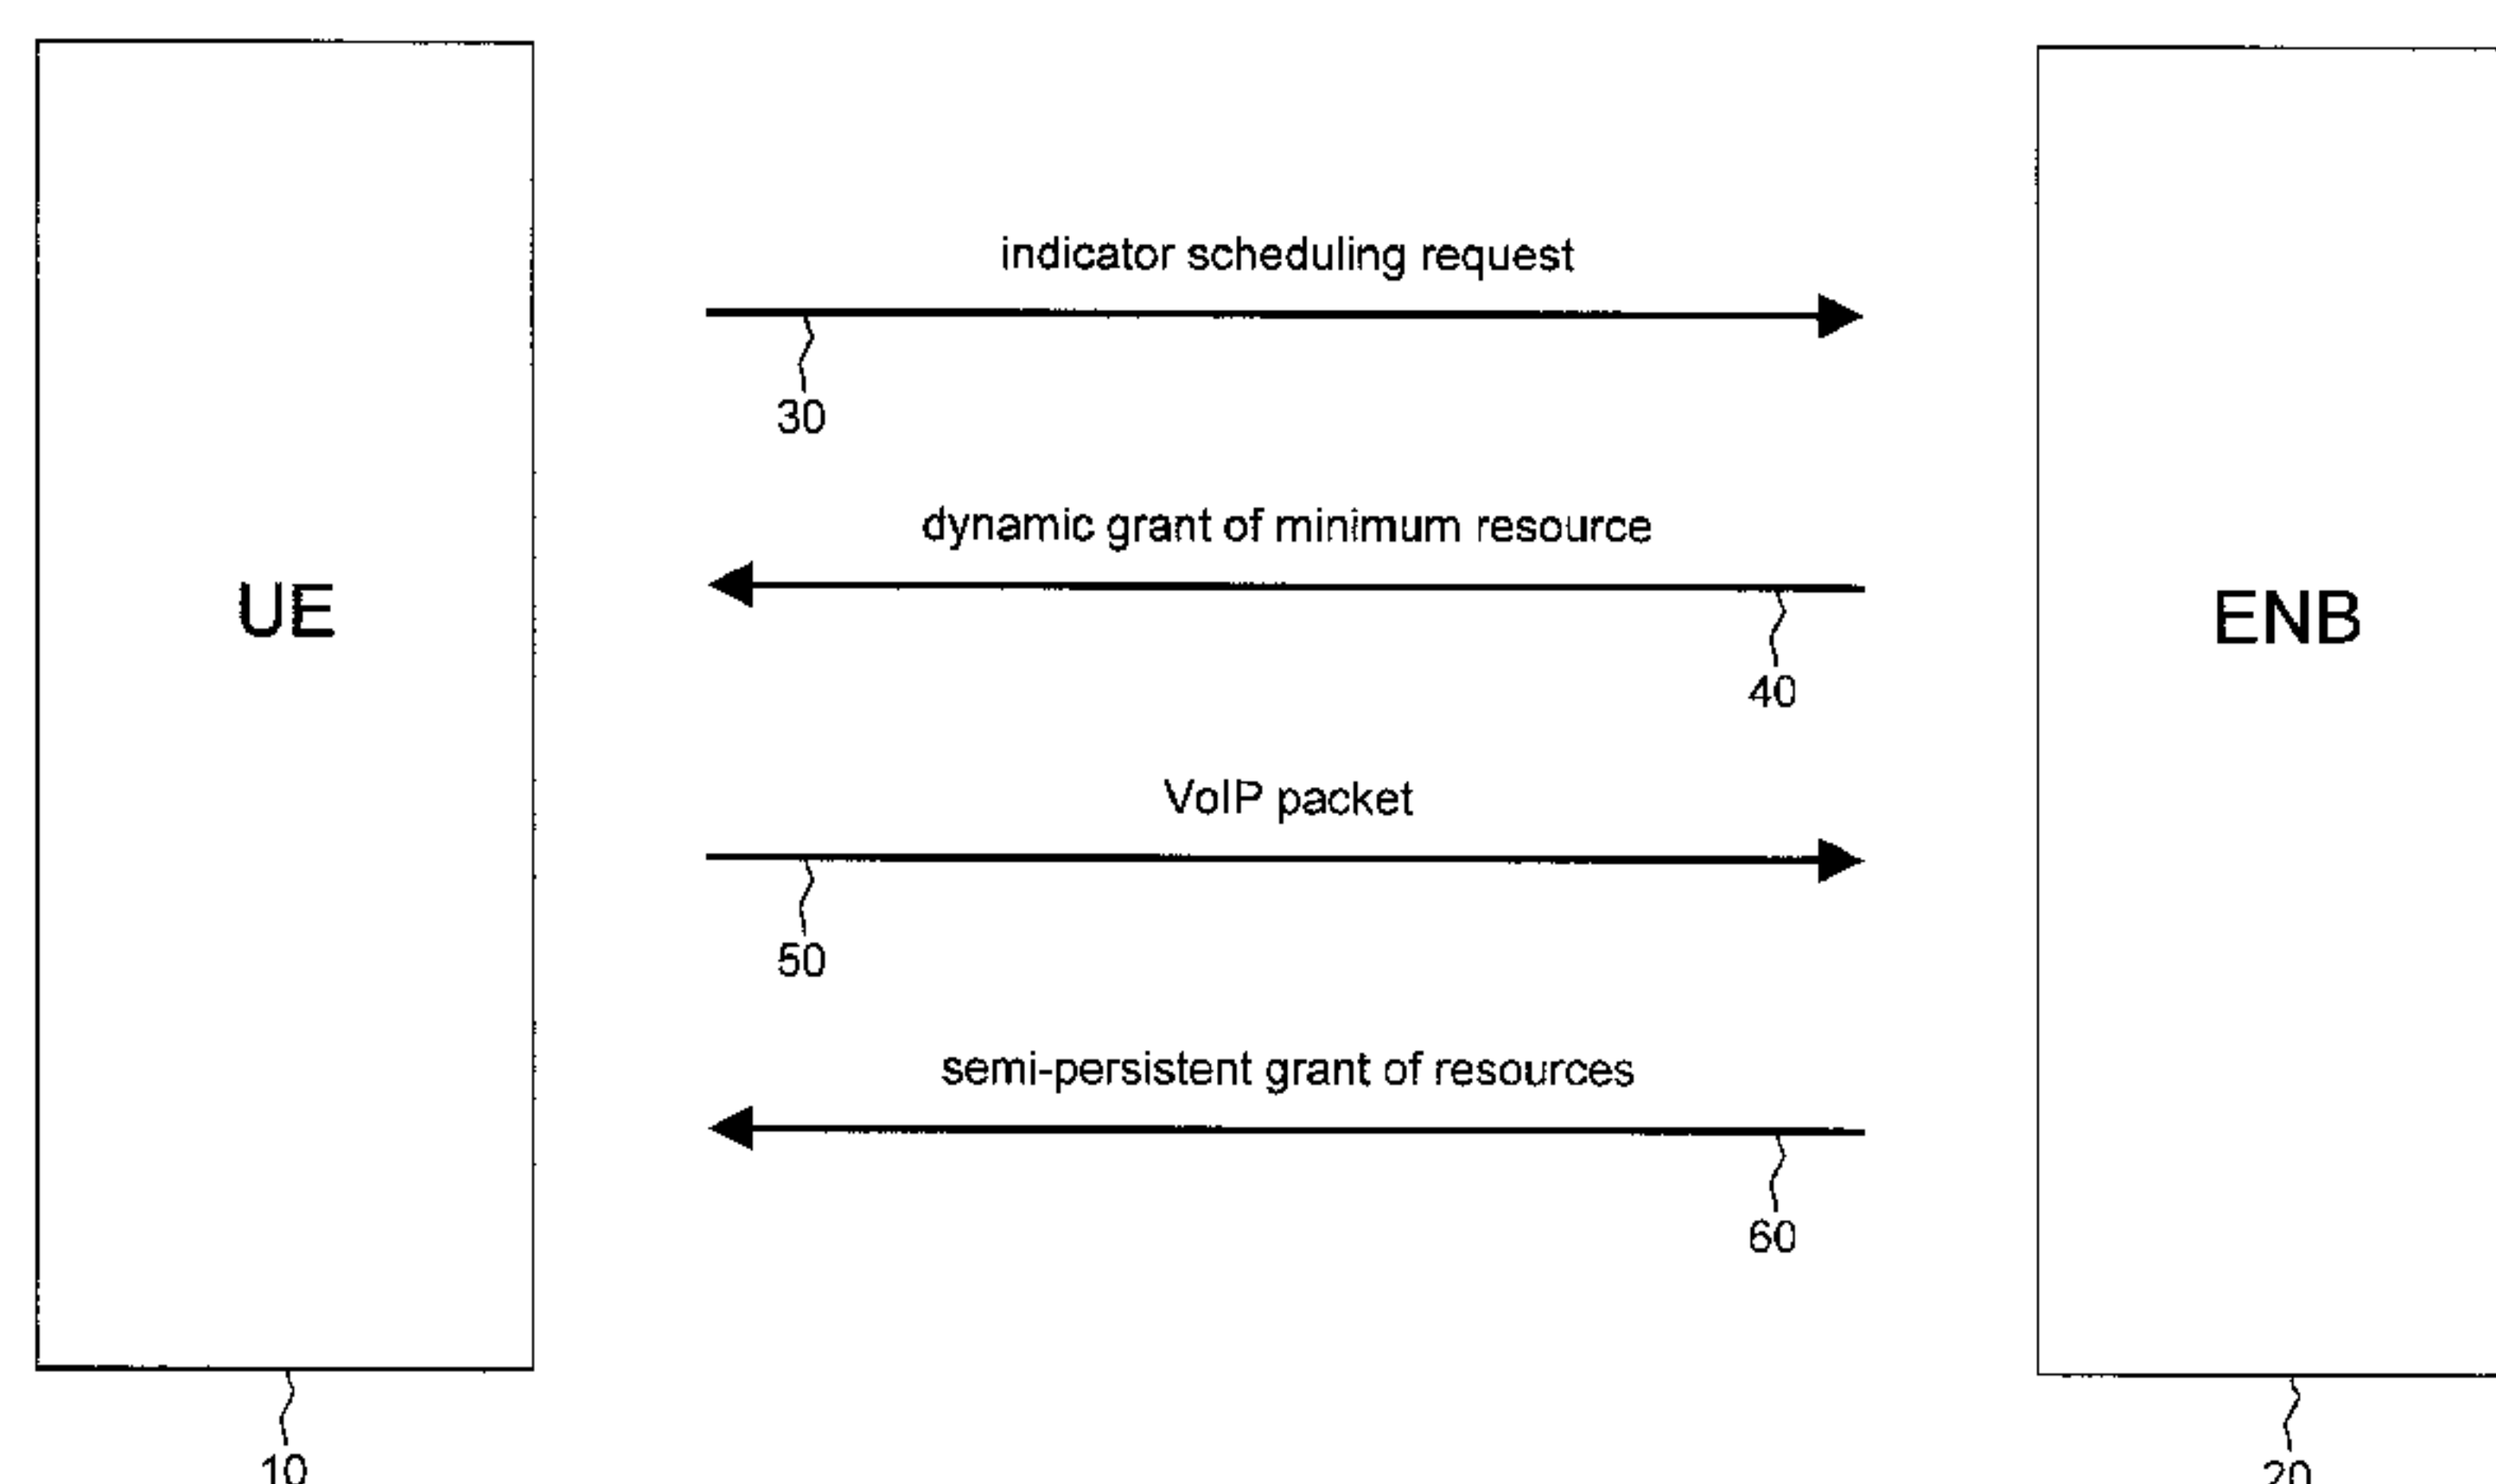 indicator scheduling request
30
dynamic grant of minimum resource
UE
ENB
40
VoIP packet
50
semi-persistent grant of resources
60
10
20